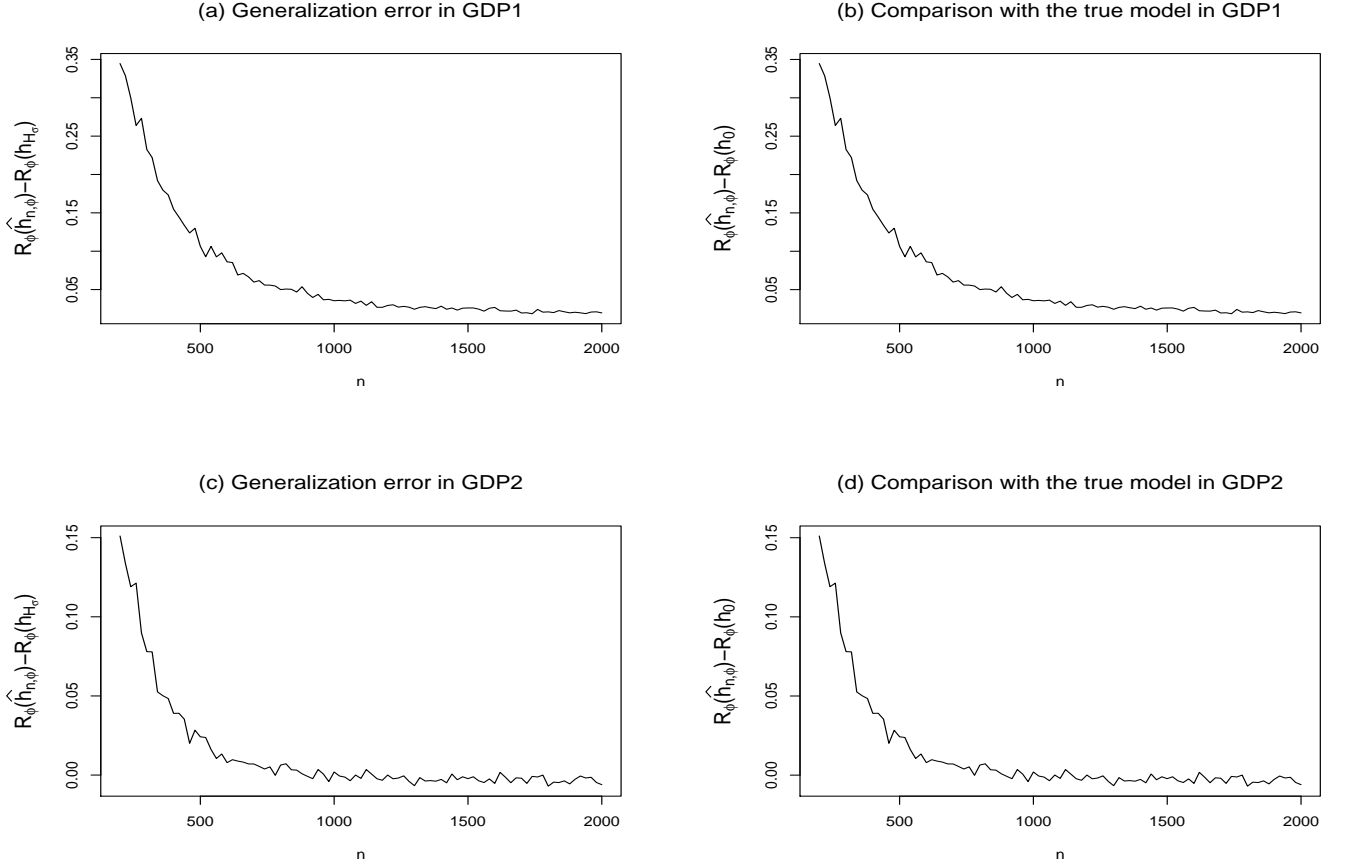 (a) Generalization error in GDP1
R_ϕ(ĥ_{n,ϕ})−R_ϕ(h_{H_σ})
0.05 0.15 0.25 0.35
500 1000 1500 2000
n
(b) Comparison with the true model in GDP1
R_ϕ(ĥ_{n,ϕ})−R_ϕ(h_0)
0.05 0.15 0.25 0.35
500 1000 1500 2000
n
(c) Generalization error in GDP2
R_ϕ(ĥ_{n,ϕ})−R_ϕ(h_{H_σ})
0.00 0.05 0.10 0.15
500 1000 1500 2000
n
(d) Comparison with the true model in GDP2
R_ϕ(ĥ_{n,ϕ})−R_ϕ(h_0)
0.00 0.05 0.10 0.15
500 1000 1500 2000
n